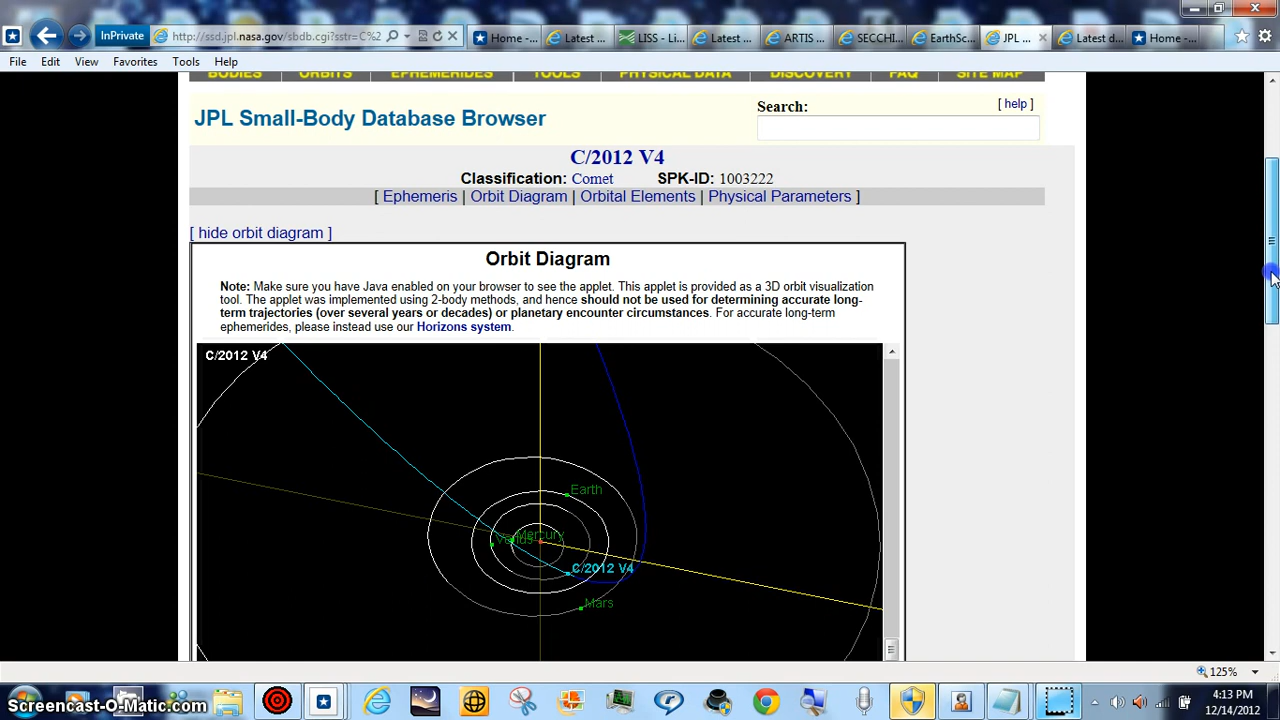 InPrivate
http://ssd.jpl.nasa.gov/sbdb.cgi?sstr=C%2
Home -...
Latest ...
LISS - Li...
Latest ...
ARTIS ...
SECCHI...
EarthSc...
JPL ...
Latest d...
Home -...
File Edit View Favorites Tools Help
BODIES ORBITS EPHEMERIDES TOOLS PHYSICAL DATA DISCOVERY FAQ SITE MAP
JPL Small-Body Database Browser
Search:
[ help ]
C/2012 V4
Classification: Comet SPK-ID: 1003222
[ Ephemeris | Orbit Diagram | Orbital Elements | Physical Parameters ]
[ hide orbit diagram ]
Orbit Diagram
Note: Make sure you have Java enabled on your browser to see the applet. This applet is provided as a 3D orbit visualization
tool. The applet was implemented using 2-body methods, and hence should not be used for determining accurate long-
term trajectories (over several years or decades) or planetary encounter circumstances. For accurate long-term
ephemerides, please instead use our Horizons system.
C/2012 V4
Earth
Mercury
Venus
C/2012 V4
Mars
125%
Screencast-O-Matic.com
4:13 PM
12/14/2012